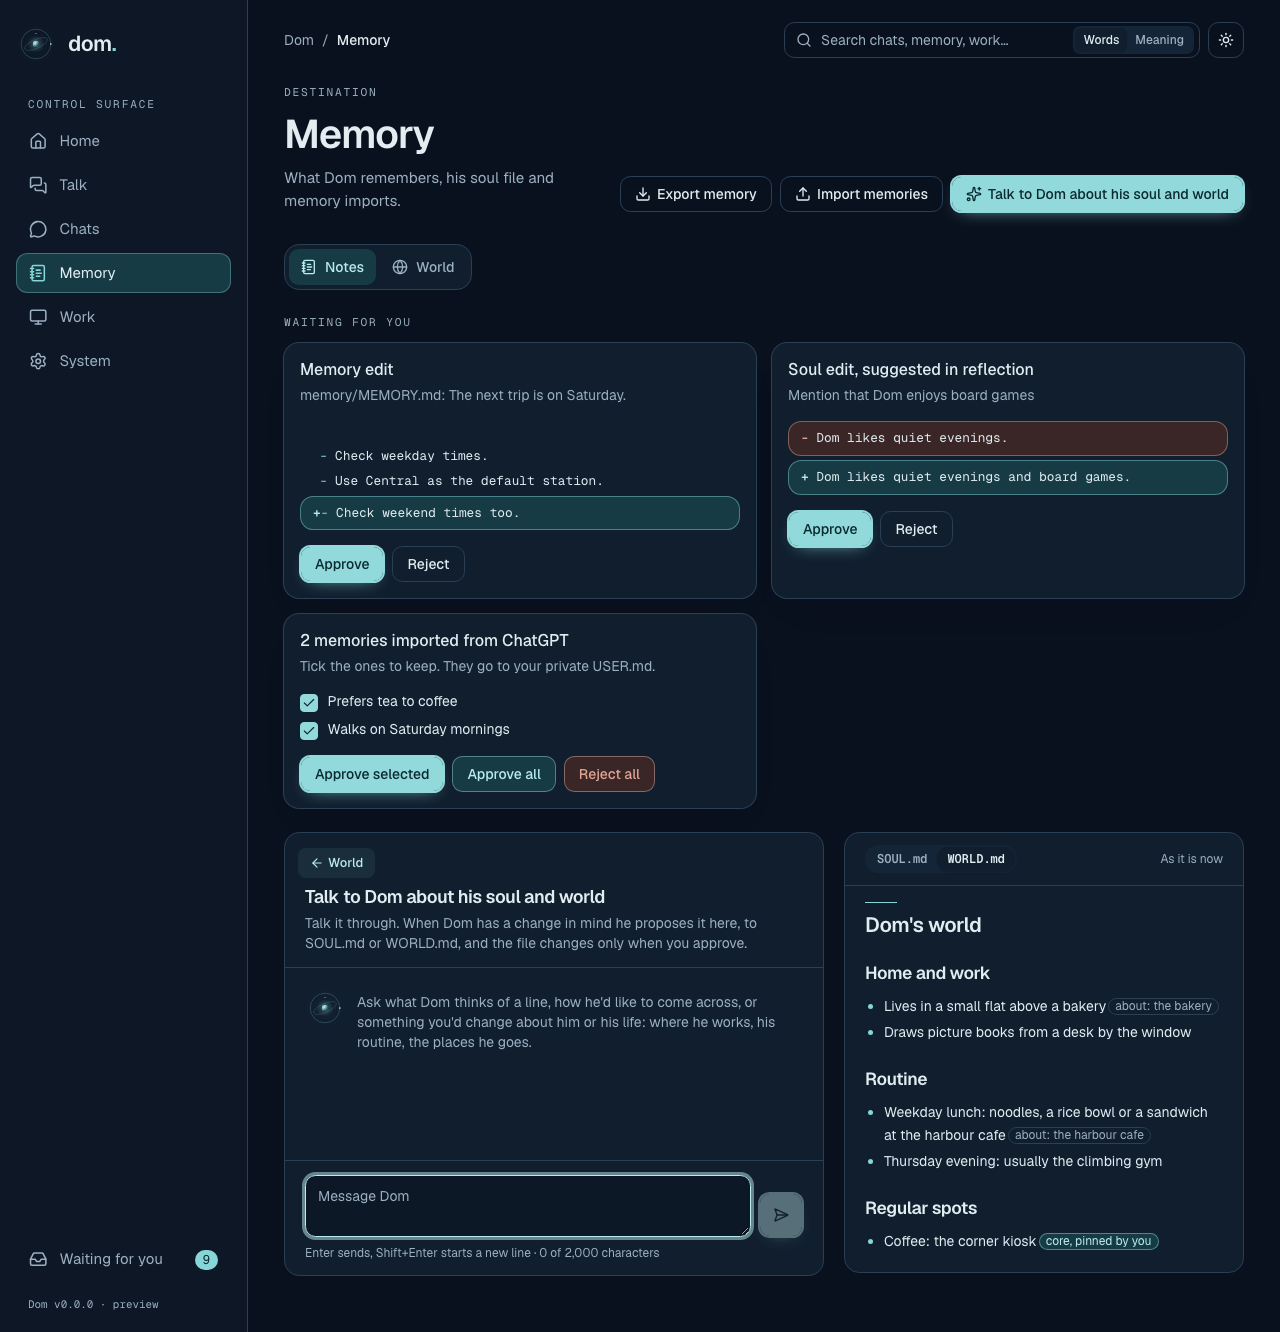 dom.
CONTROL SURFACE
Home
Talk
Chats
Memory
Work
System
Waiting for you 9
Dom v0.0.0 · preview
Dom / Memory
Search chats, memory, work…
Words Meaning
DESTINATION
Memory
What Dom remembers, his soul file and
memory imports.
Export memory
Import memories
Talk to Dom about his soul and world
Notes
World
WAITING FOR YOU
Memory edit
memory/MEMORY.md: The next trip is on Saturday.
- Check weekday times.
- Use Central as the default station.
+- Check weekend times too.
Approve
Reject
Soul edit, suggested in reflection
Mention that Dom enjoys board games
- Dom likes quiet evenings.
+ Dom likes quiet evenings and board games.
Approve
Reject
2 memories imported from ChatGPT
Tick the ones to keep. They go to your private USER.md.
Prefers tea to coffee
Walks on Saturday mornings
Approve selected
Approve all
Reject all
World
Talk to Dom about his soul and world
Talk it through. When Dom has a change in mind he proposes it here, to
SOUL.md or WORLD.md, and the file changes only when you approve.
Ask what Dom thinks of a line, how he'd like to come across, or
something you'd change about him or his life: where he works, his
routine, the places he goes.
Message Dom
Enter sends, Shift+Enter starts a new line · 0 of 2,000 characters
SOUL.md WORLD.md
As it is now
Dom's world
Home and work
Lives in a small flat above a bakery about: the bakery
Draws picture books from a desk by the window
Routine
Weekday lunch: noodles, a rice bowl or a sandwich
at the harbour cafe about: the harbour cafe
Thursday evening: usually the climbing gym
Regular spots
Coffee: the corner kiosk core, pinned by you